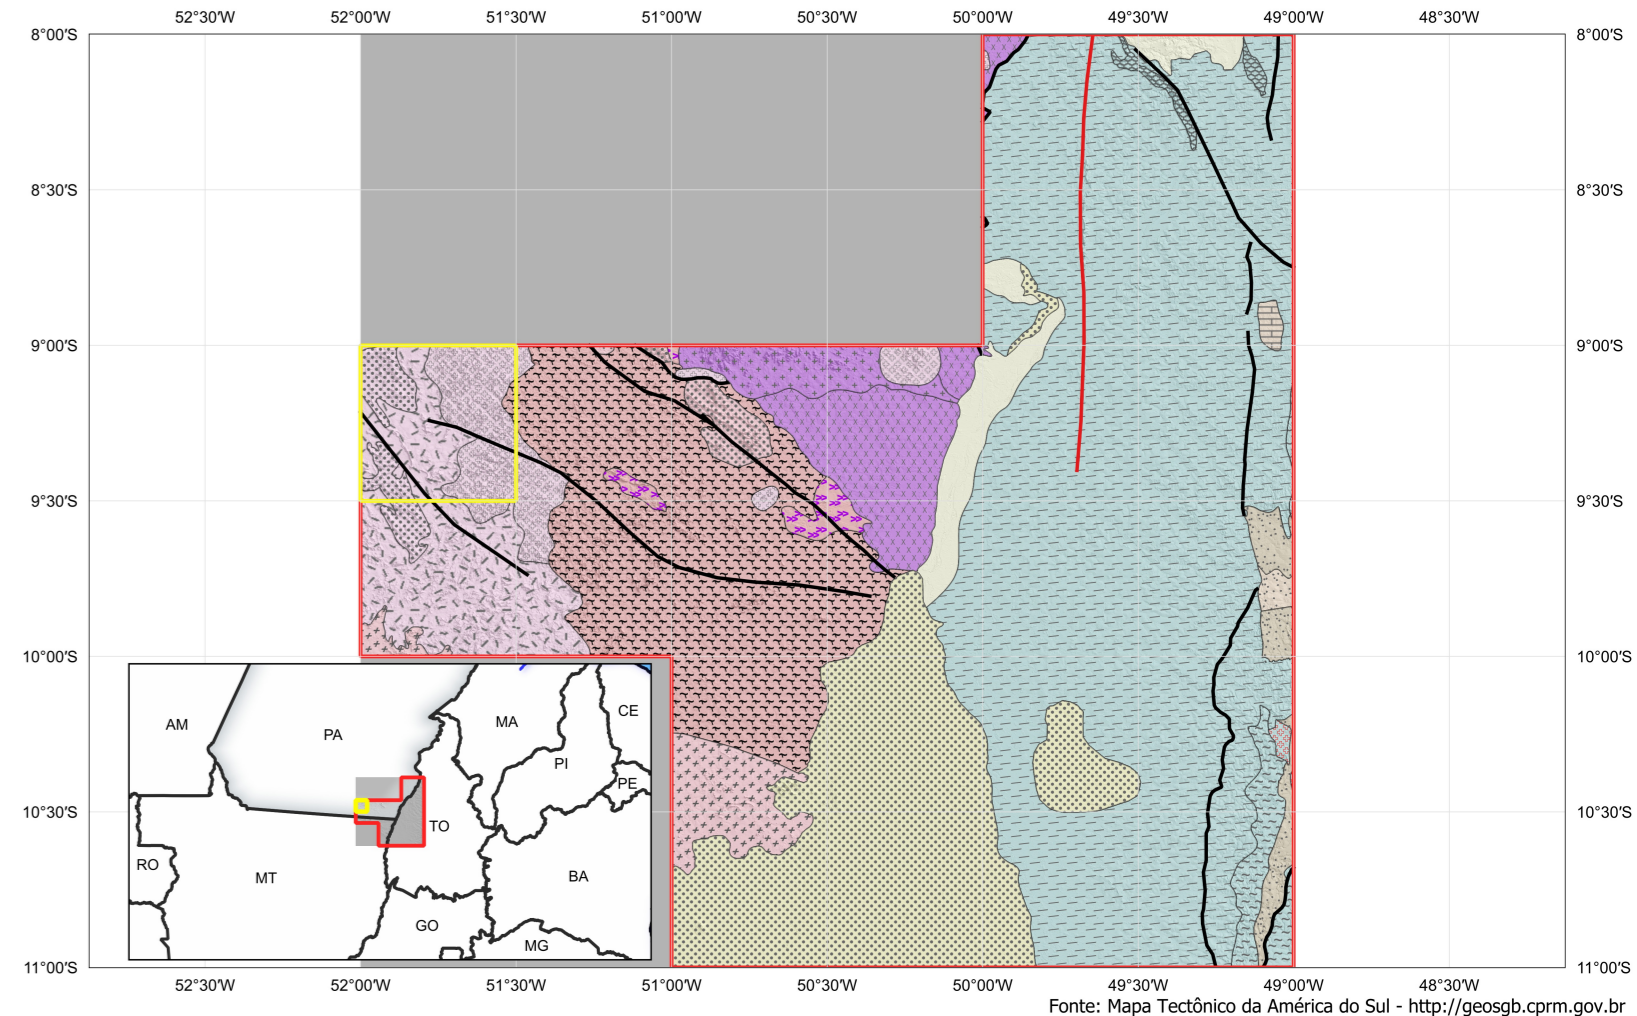 52°30'W 52°00'W 51°30'W 51°00'W 50°30'W 50°00'W 49°30'W 49°00'W 48°30'W
8°00'S 8°00'S
8°30'S 8°30'S
9°00'S 9°00'S
9°30'S 9°30'S
10°00'S 10°00'S
10°30'S 10°30'S
11°00'S 11°00'S
AM PA MA CE
PI PE
RO MT TO BA
GO MG
52°30'W 52°00'W 51°30'W 51°00'W 50°30'W 50°00'W 49°30'W 49°00'W 48°30'W
Fonte: Mapa Tectônico da América do Sul - http://geosgb.cprm.gov.br